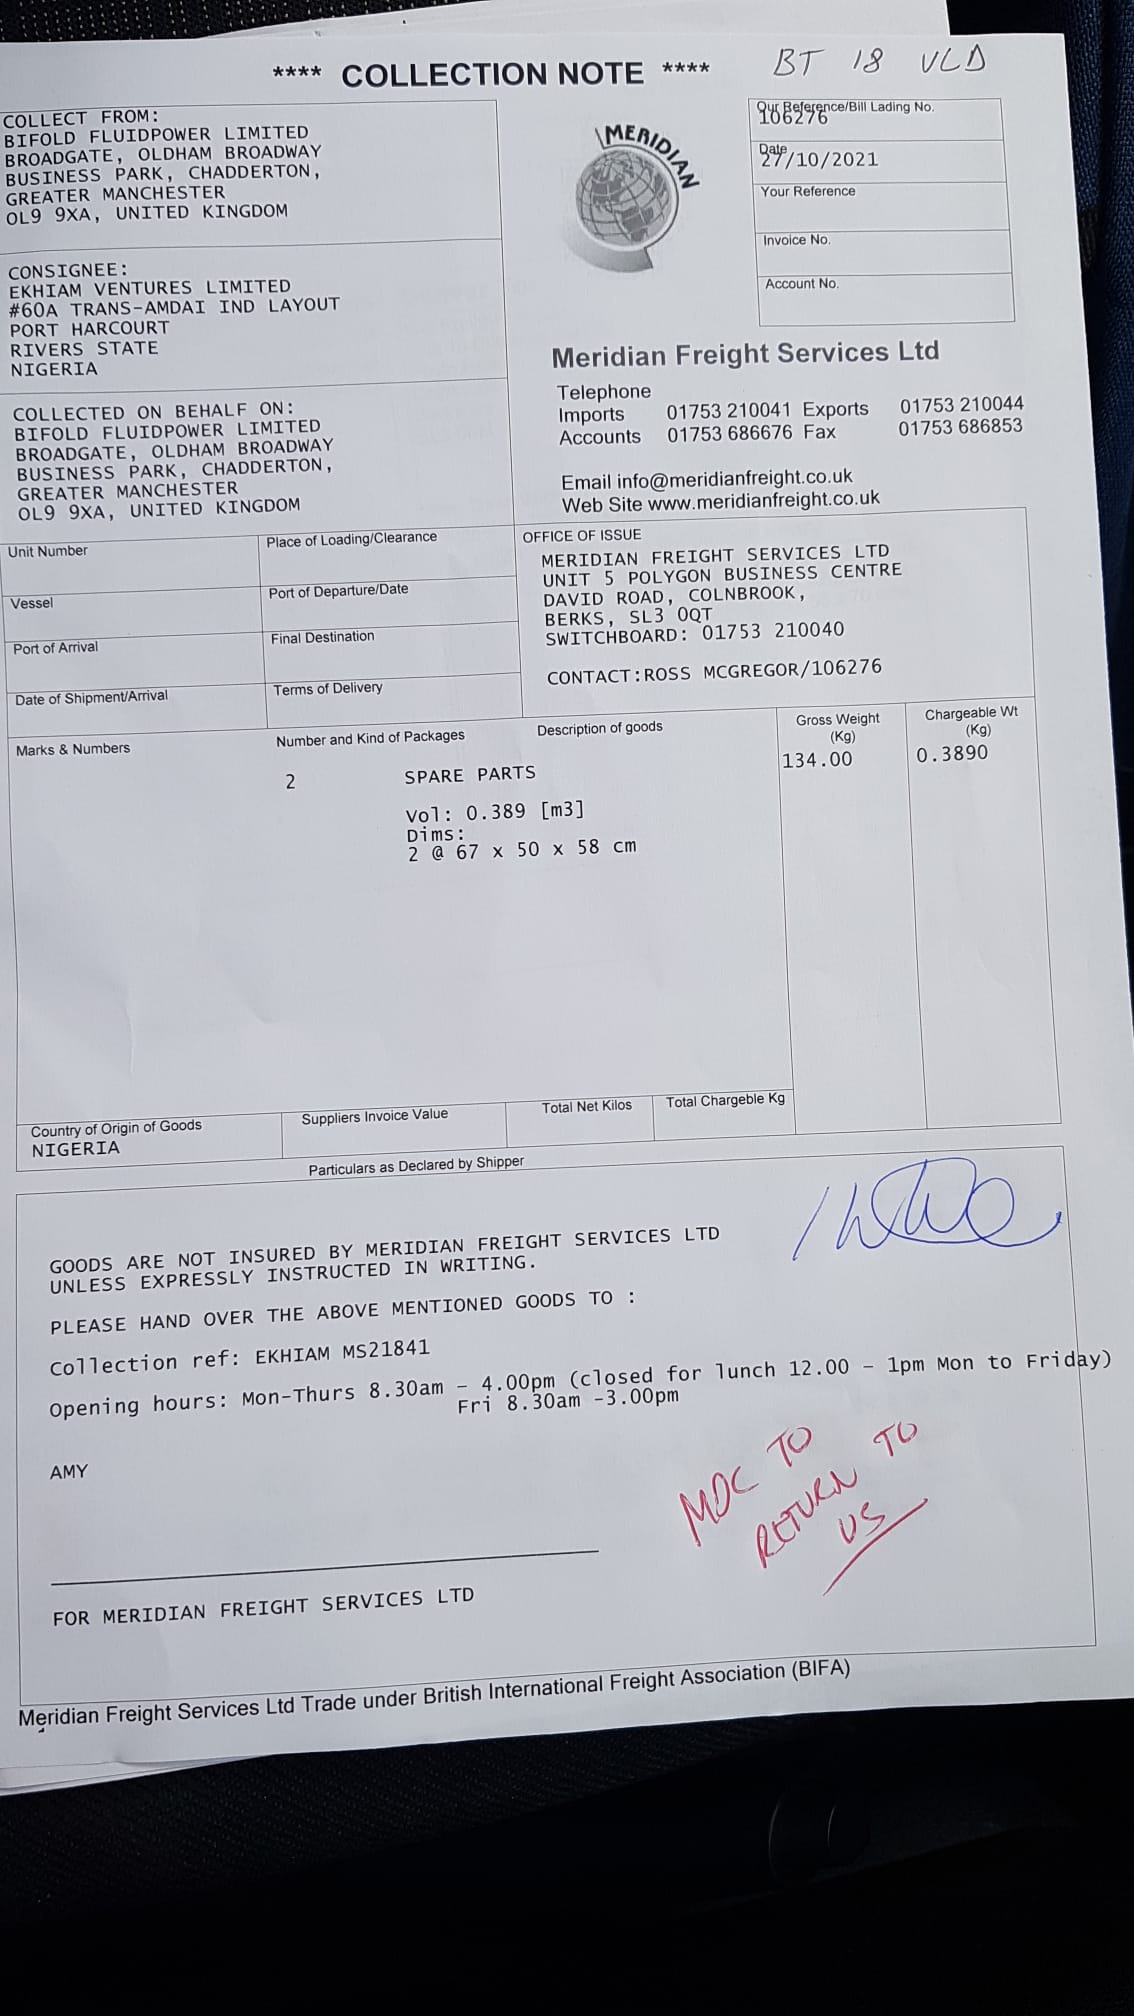 **** COLLECTION NOTE ****
BT 18 VLD
COLLECT FROM:
BIFOLD FLUIDPOWER LIMITED
BROADGATE, OLDHAM BROADWAY
BUSINESS PARK, CHADDERTON,
GREATER MANCHESTER
OL9 9XA, UNITED KINGDOM
CONSIGNEE:
EKHIAM VENTURES LIMITED
#60A TRANS-AMDAI IND LAYOUT
PORT HARCOURT
RIVERS STATE
NIGERIA
COLLECTED ON BEHALF ON:
BIFOLD FLUIDPOWER LIMITED
BROADGATE, OLDHAM BROADWAY
BUSINESS PARK, CHADDERTON,
GREATER MANCHESTER
OL9 9XA, UNITED KINGDOM
MERIDIAN
Our Reference/Bill Lading No.
106276
Date
27/10/2021
Your Reference
Invoice No.
Account No.
Meridian Freight Services Ltd
Telephone
Imports 01753 210041 Exports 01753 210044
Accounts 01753 686676 Fax 01753 686853
Email info@meridianfreight.co.uk
Web Site www.meridianfreight.co.uk
Unit Number
Place of Loading/Clearance
Vessel
Port of Departure/Date
Port of Arrival
Final Destination
Date of Shipment/Arrival
Terms of Delivery
OFFICE OF ISSUE
MERIDIAN FREIGHT SERVICES LTD
UNIT 5 POLYGON BUSINESS CENTRE
DAVID ROAD, COLNBROOK,
BERKS, SL3 0QT
SWITCHBOARD: 01753 210040
CONTACT:ROSS MCGREGOR/106276
Marks & Numbers
Number and Kind of Packages
Description of goods
Gross Weight
(Kg)
Chargeable Wt
(Kg)
2 SPARE PARTS 134.00 0.3890
Vol: 0.389 [m3]
Dims:
2 @ 67 x 50 x 58 cm
Country of Origin of Goods
NIGERIA
Suppliers Invoice Value
Total Net Kilos
Total Chargeble Kg
Particulars as Declared by Shipper
GOODS ARE NOT INSURED BY MERIDIAN FREIGHT SERVICES LTD
UNLESS EXPRESSLY INSTRUCTED IN WRITING.
PLEASE HAND OVER THE ABOVE MENTIONED GOODS TO :
Collection ref: EKHIAM MS21841
Opening hours: Mon-Thurs 8.30am - 4.00pm (closed for lunch 12.00 - 1pm Mon to Friday)
Fri 8.30am -3.00pm
AMY
MOC TO
RETURN TO
US
FOR MERIDIAN FREIGHT SERVICES LTD
Meridian Freight Services Ltd Trade under British International Freight Association (BIFA)